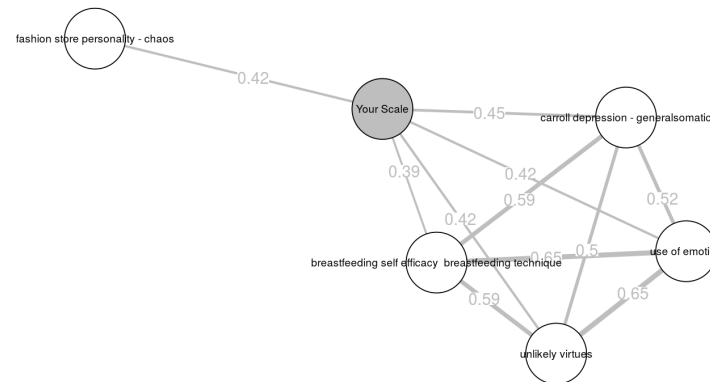 fashion store personality - chaos
0.42
Your Scale
0.45
carroll depression - generalsomatic
0.39
0.42
0.59
0.52
0.42
0.5
use of emoti
breastfeeding self efficacy breastfeeding technique
0.65
0.59
0.65
unlikely virtues